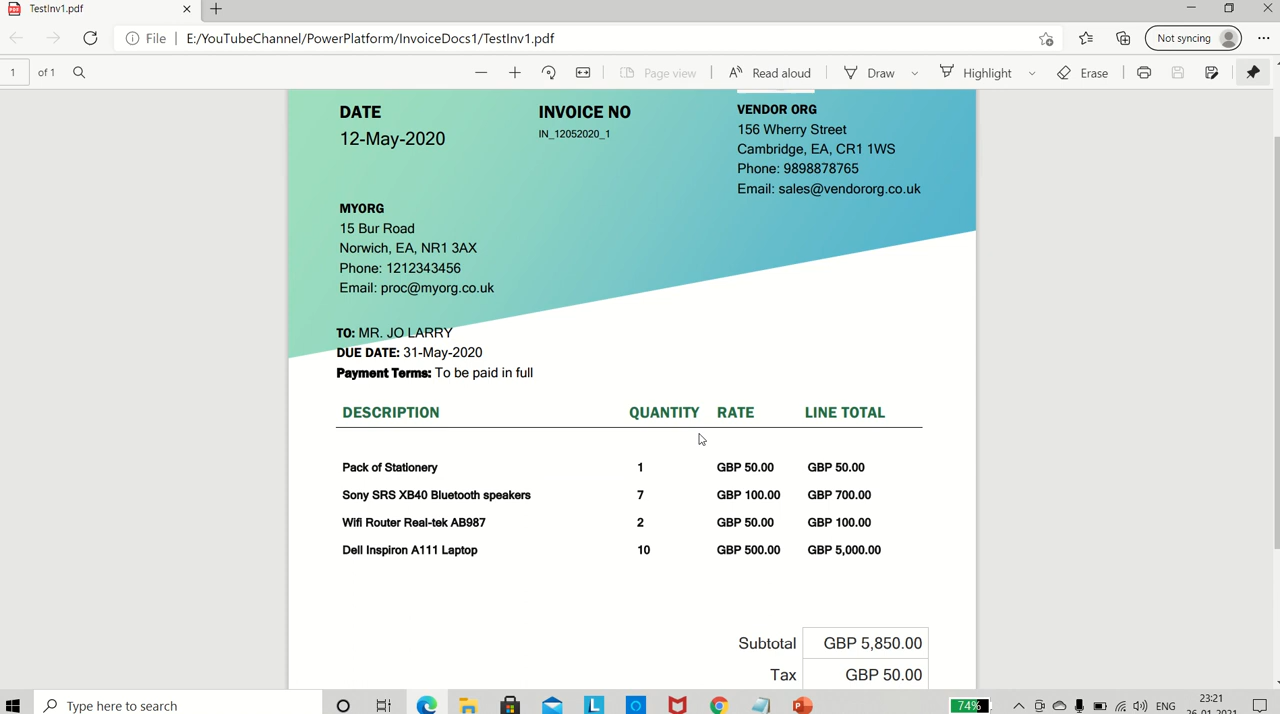 TestInv1.pdf
File | E:/YouTubeChannel/PowerPlatform/InvoiceDocs1/TestInv1.pdf
Not syncing
1 of 1
Page view
Read aloud
Draw
Highlight
Erase
DATE
12-May-2020
INVOICE NO
IN_12052020_1
VENDOR ORG
156 Wherry Street
Cambridge, EA, CR1 1WS
Phone: 9898878765
Email: sales@vendororg.co.uk
MYORG
15 Bur Road
Norwich, EA, NR1 3AX
Phone: 1212343456
Email: proc@myorg.co.uk
TO: MR. JO LARRY
DUE DATE: 31-May-2020
Payment Terms: To be paid in full
DESCRIPTION QUANTITY RATE LINE TOTAL
Pack of Stationery 1 GBP 50.00 GBP 50.00
Sony SRS XB40 Bluetooth speakers 7 GBP 100.00 GBP 700.00
Wifi Router Real-tek AB987 2 GBP 50.00 GBP 100.00
Dell Inspiron A111 Laptop 10 GBP 500.00 GBP 5,000.00
Subtotal GBP 5,850.00
Tax GBP 50.00
Type here to search
74%
ENG
23:21